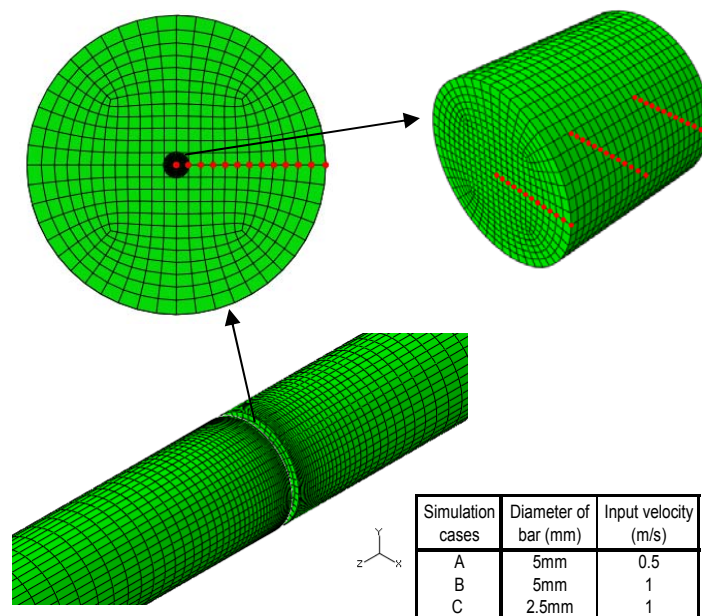 Y
Z X
Simulation cases Diameter of bar (mm) Input velocity (m/s)
A 5mm 0.5
B 5mm 1
C 2.5mm 1